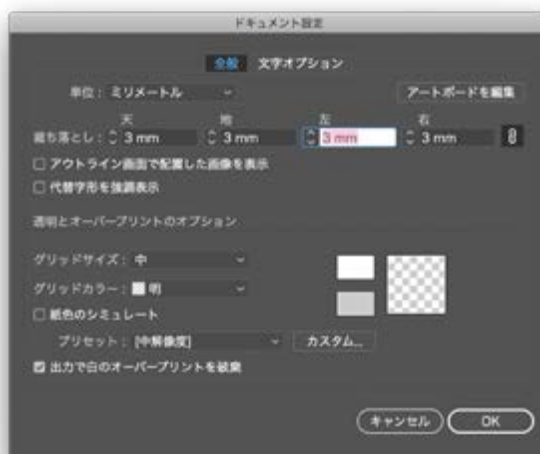 ドキュメント設定
全般 文字オプション
単位: ミリメートル アートボードを編集
天 地 左 右
裁ち落とし: 3 mm 3 mm 3 mm 3 mm
アウトライン画面で配置した画像を表示
代替字形を強調表示
透明とオーバープリントのオプション
グリッドサイズ: 中
グリッドカラー: 明
紙色のシミュレート
プリセット: [中解像度] カスタム...
出力で白のオーバープリントを破棄
キャンセル OK